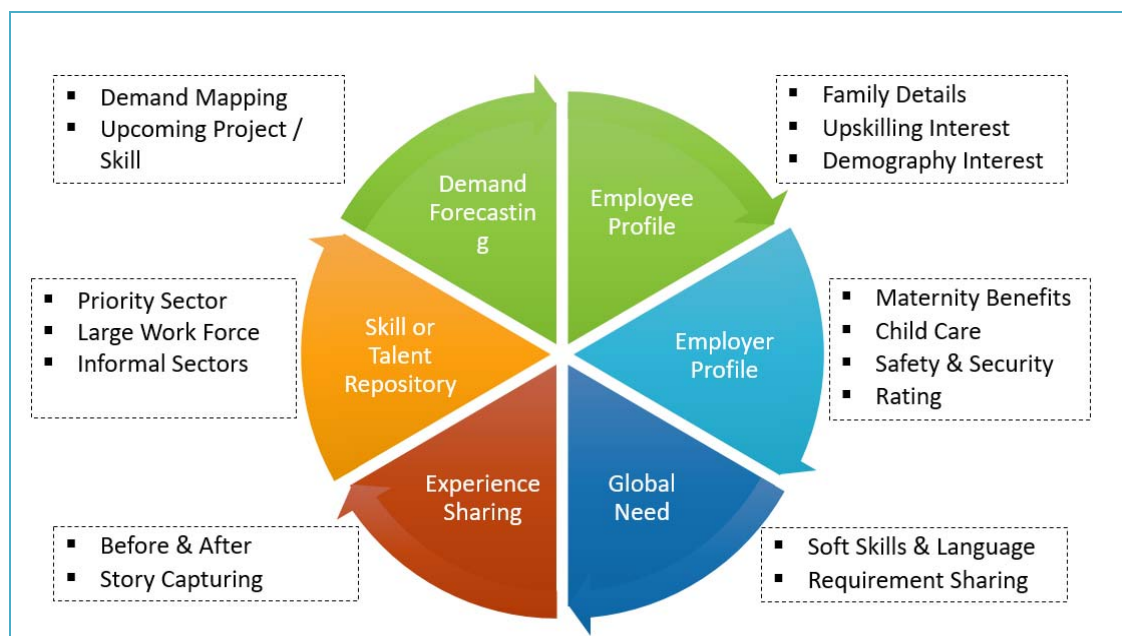 ▪ Demand Mapping
▪ Upcoming Project /
Skill
▪ Family Details
▪ Upskilling Interest
▪ Demography Interest
Demand
Forecastin
g
Employee
Profile
▪ Priority Sector
▪ Large Work Force
▪ Informal Sectors
Skill or
Talent
Repository
Employer
Profile
▪ Maternity Benefits
▪ Child Care
▪ Safety & Security
▪ Rating
Experience
Sharing
Global
Need
▪ Before & After
▪ Story Capturing
▪ Soft Skills & Language
▪ Requirement Sharing